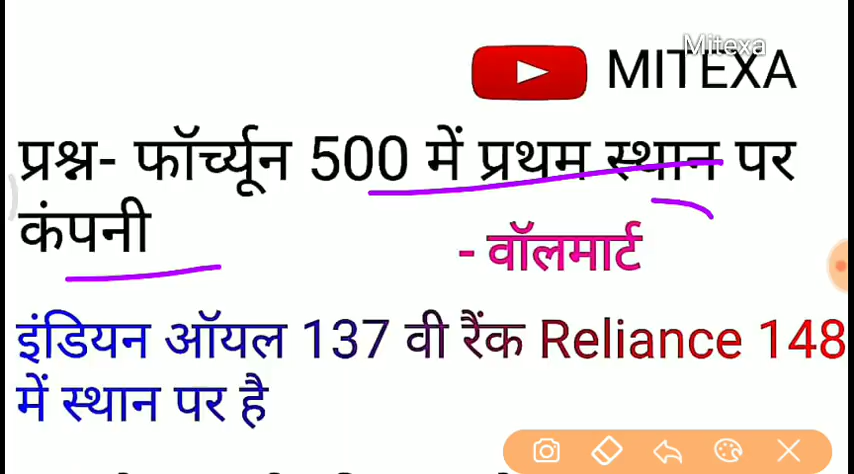 Mitexa
MITEXA
प्रश्न- फॉर्च्यून 500 में प्रथम स्थान पर
कंपनी
- वॉलमार्ट
इंडियन ऑयल 137 वी रैंक Reliance 148
में स्थान पर है